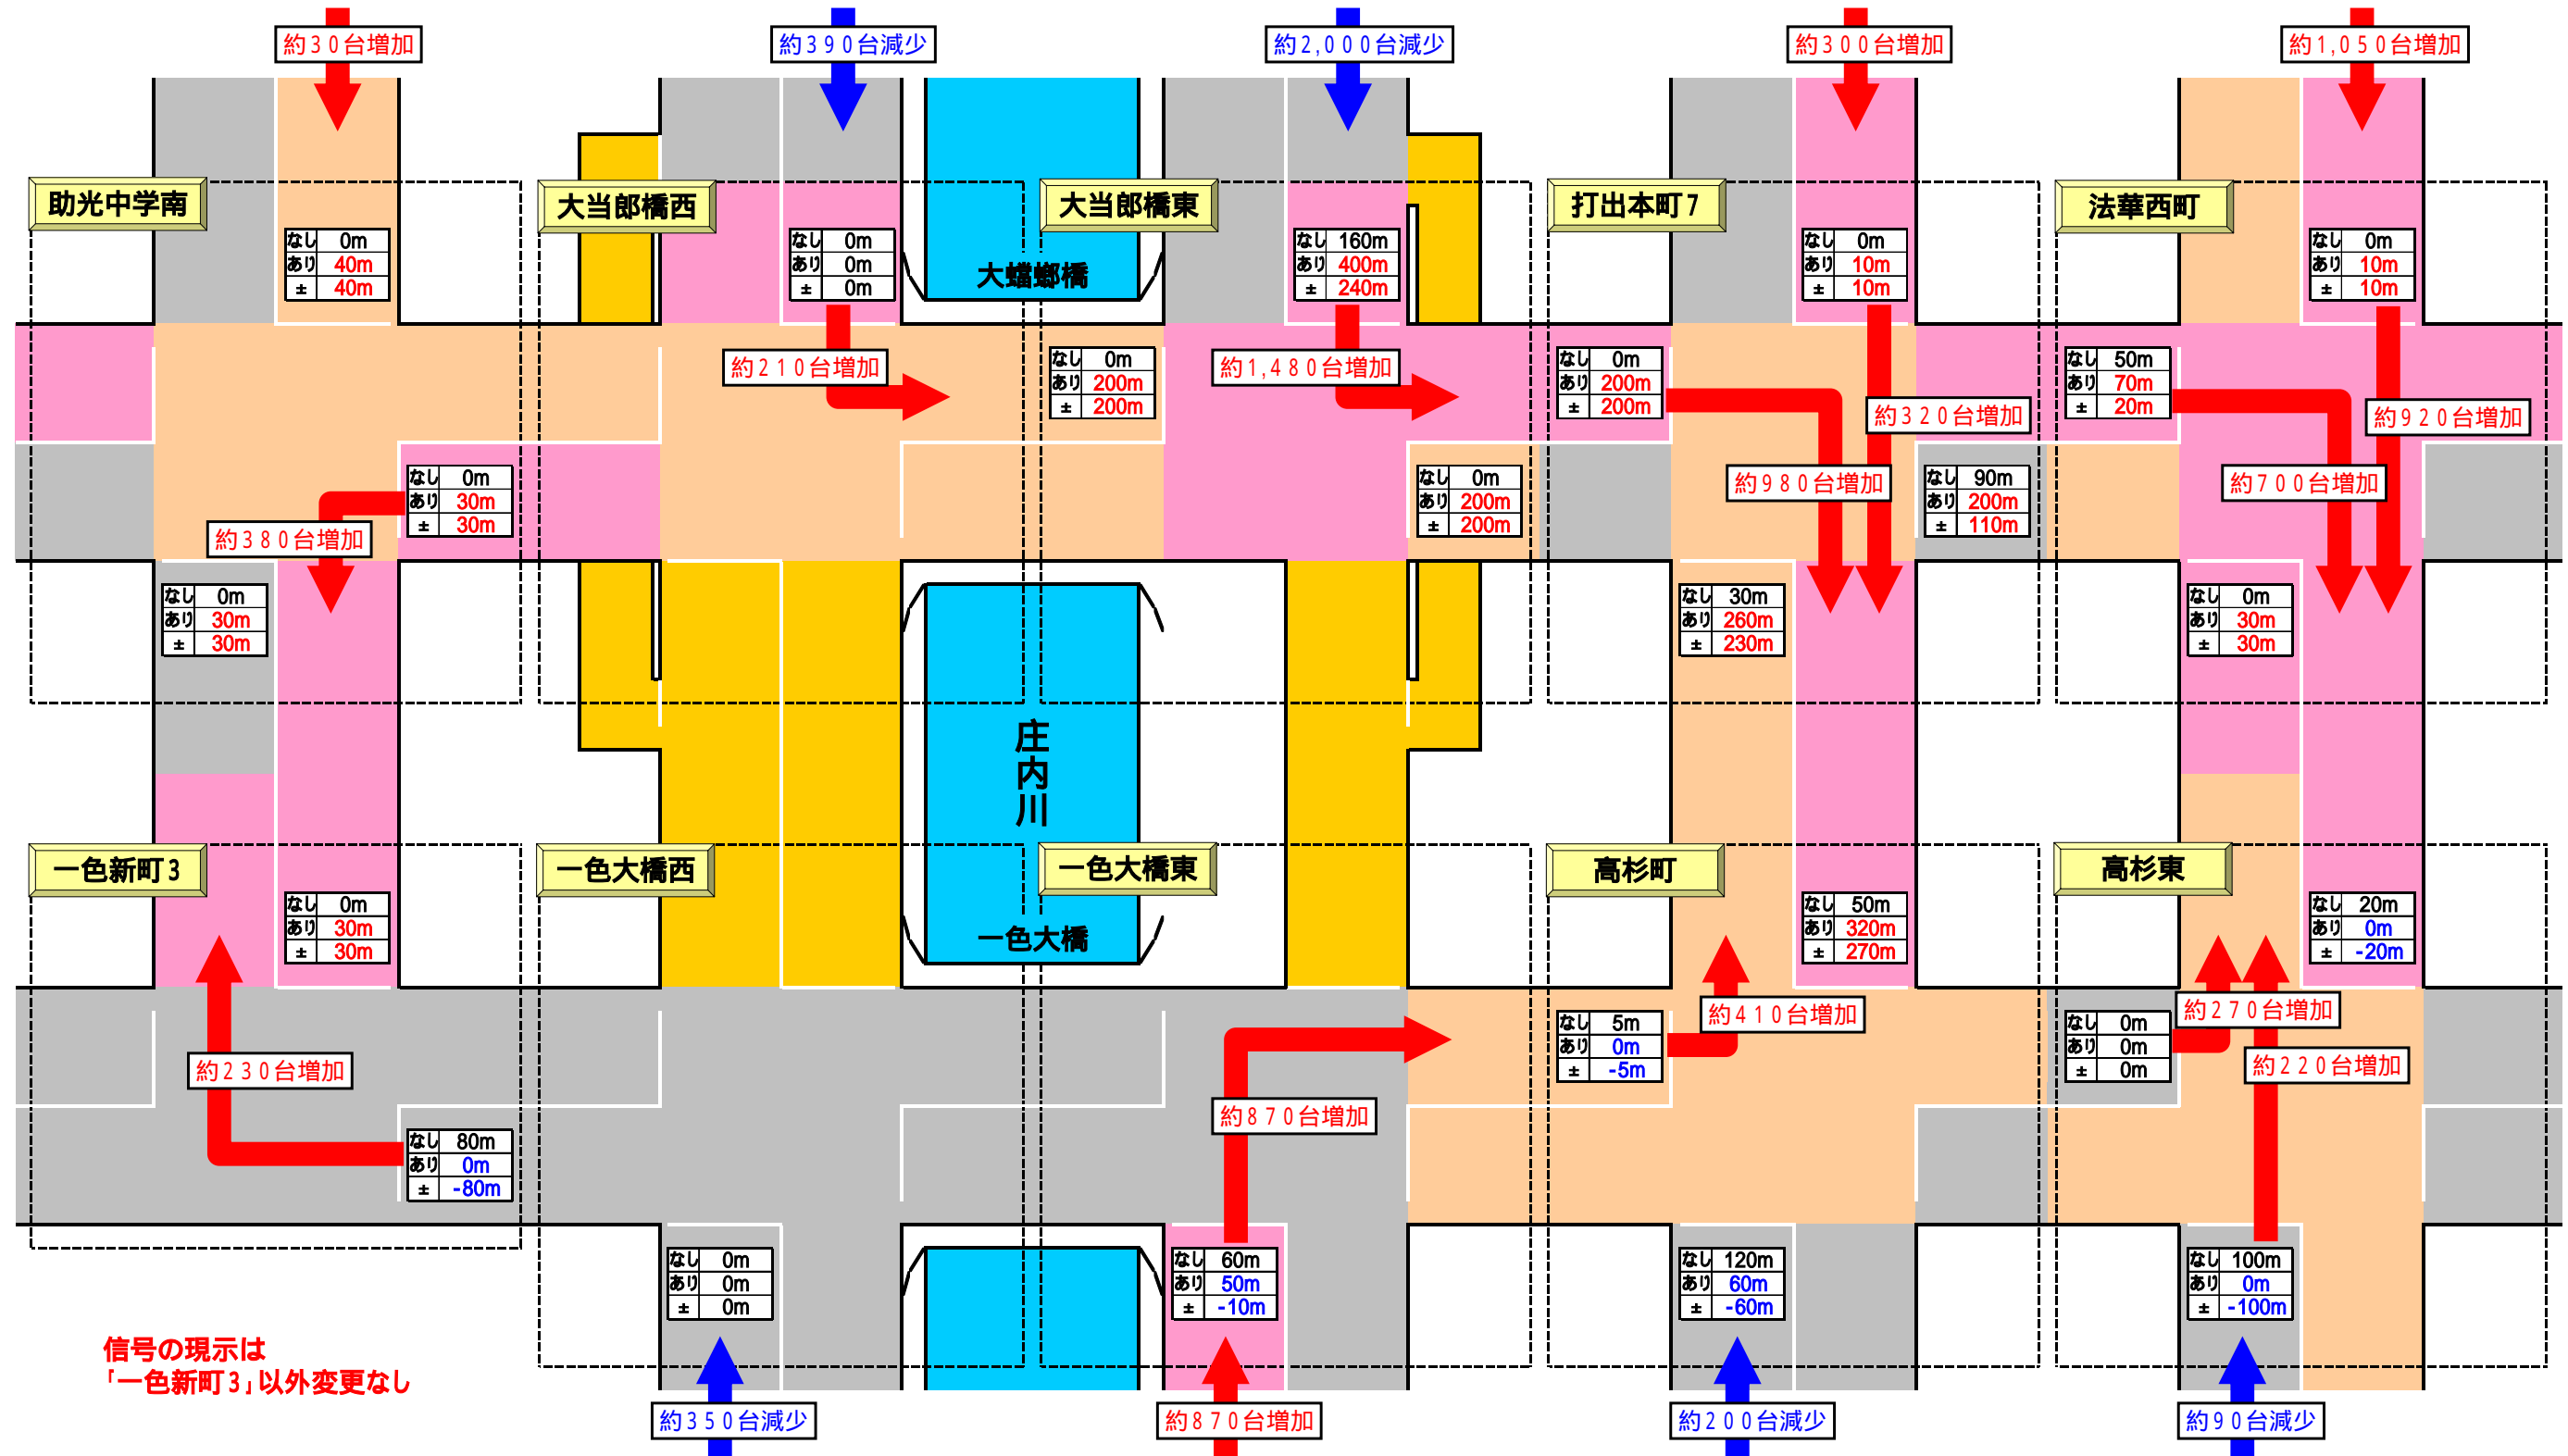 約30台増加
約390台減少
約2,000台減少
約300台増加
約1,050台増加
助光中学南
大当郎橋西
大当郎橋東
打出本町7
法華西町
なし 0m
あり 40m
± 40m
なし 0m
あり 0m
± 0m
大蟷螂橋
なし 160m
あり 400m
± 240m
なし 0m
あり 10m
± 10m
なし 0m
あり 10m
± 10m
約210台増加
なし 0m
あり 200m
± 200m
約1,480台増加
なし 0m
あり 200m
± 200m
約320台増加
なし 50m
あり 70m
± 20m
約920台増加
約380台増加
なし 0m
あり 30m
± 30m
なし 0m
あり 200m
± 200m
約980台増加
なし 90m
あり 200m
± 110m
約700台増加
なし 0m
あり 30m
± 30m
なし 30m
あり 260m
± 230m
なし 0m
あり 30m
± 30m
庄内川
一色新町3
一色大橋西
一色大橋東
高杉町
高杉東
なし 0m
あり 30m
± 30m
一色大橋
なし 50m
あり 320m
± 270m
なし 20m
あり 0m
± -20m
約230台増加
約870台増加
なし 5m
あり 0m
± -5m
約410台増加
なし 0m
あり 0m
± 0m
約270台増加
約220台増加
なし 80m
あり 0m
± -80m
なし 0m
あり 0m
± 0m
なし 60m
あり 50m
± -10m
なし 120m
あり 60m
± -60m
なし 100m
あり 0m
± -100m
信号の現示は
「一色新町3」以外変更なし
約350台減少
約870台増加
約200台減少
約90台減少